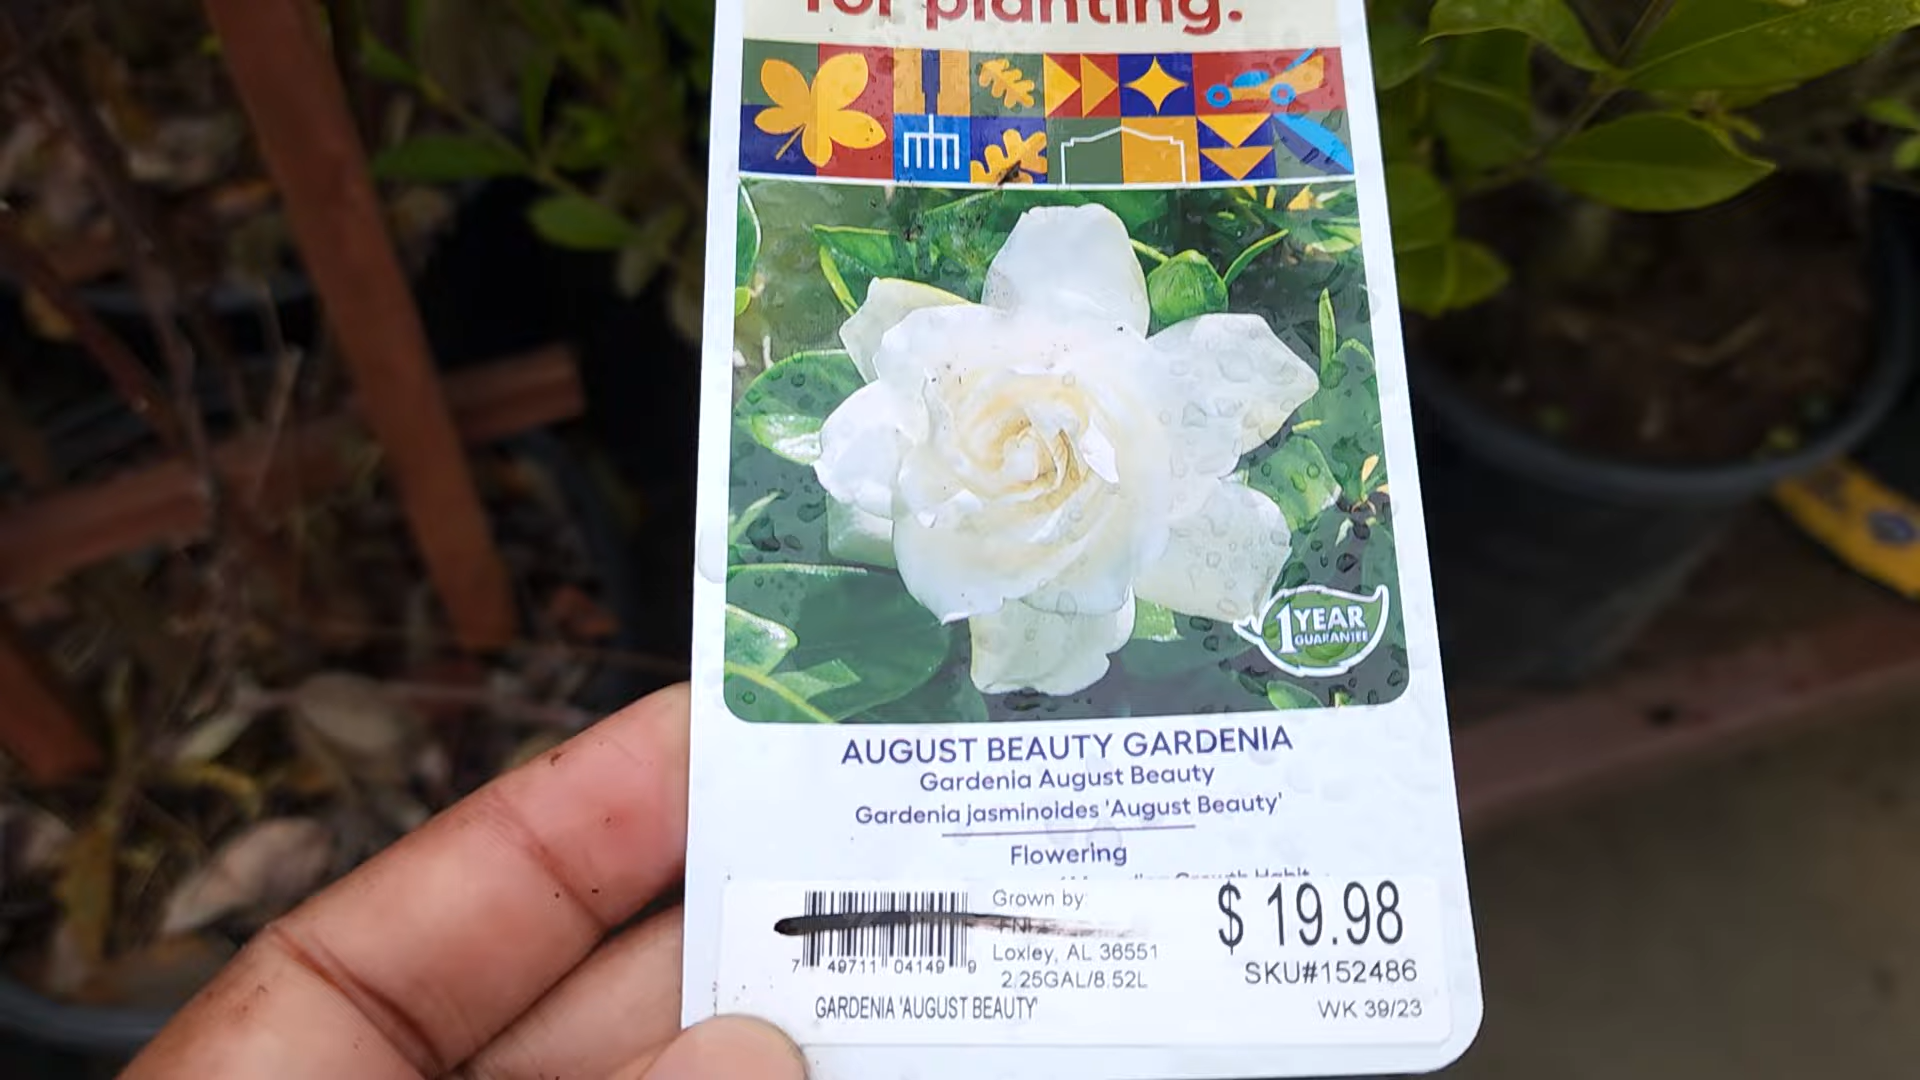 for planting.
1 YEAR
GUARANTEE
AUGUST BEAUTY GARDENIA
Gardenia August Beauty
Gardenia jasminoides 'August Beauty'
Flowering
Growth Habit
Grown by:
Loxley, AL 36551
2.25GAL/8.52L
7 49711 04149 9
GARDENIA 'AUGUST BEAUTY'
$ 19.98
SKU#152486
WK 39/23